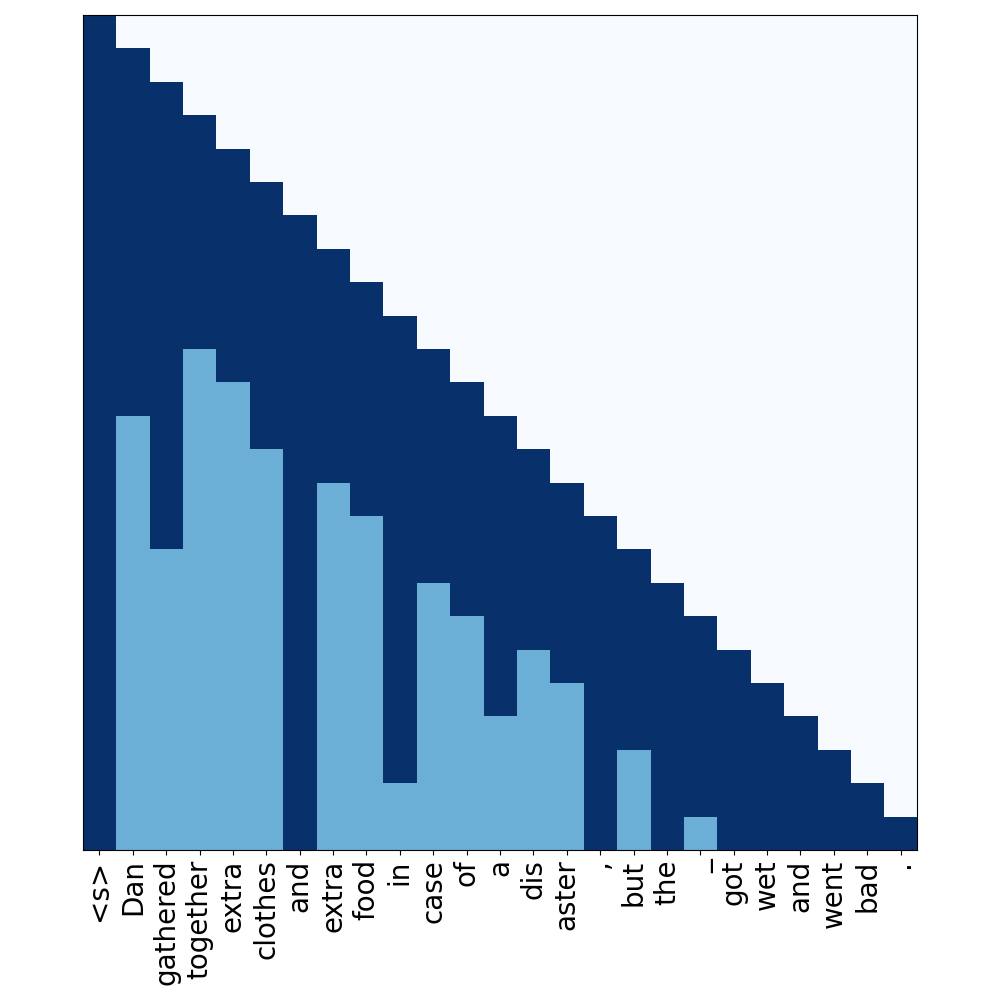 <s> Dan gathered together extra clothes and extra food in case of a dis aster , but the _ got wet and went bad .